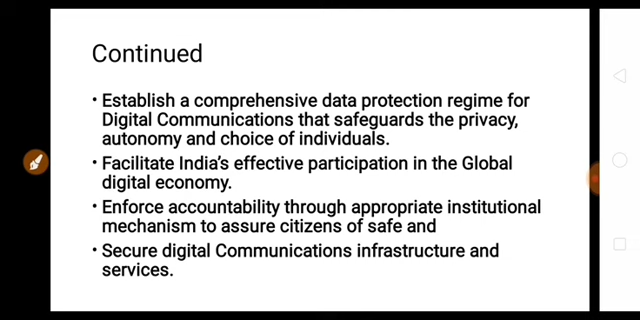 Continued
• Establish a comprehensive data protection regime for
Digital Communications that safeguards the privacy,
autonomy and choice of individuals.
• Facilitate India's effective participation in the Global
digital economy.
• Enforce accountability through appropriate institutional
mechanism to assure citizens of safe and
• Secure digital Communications infrastructure and
services.